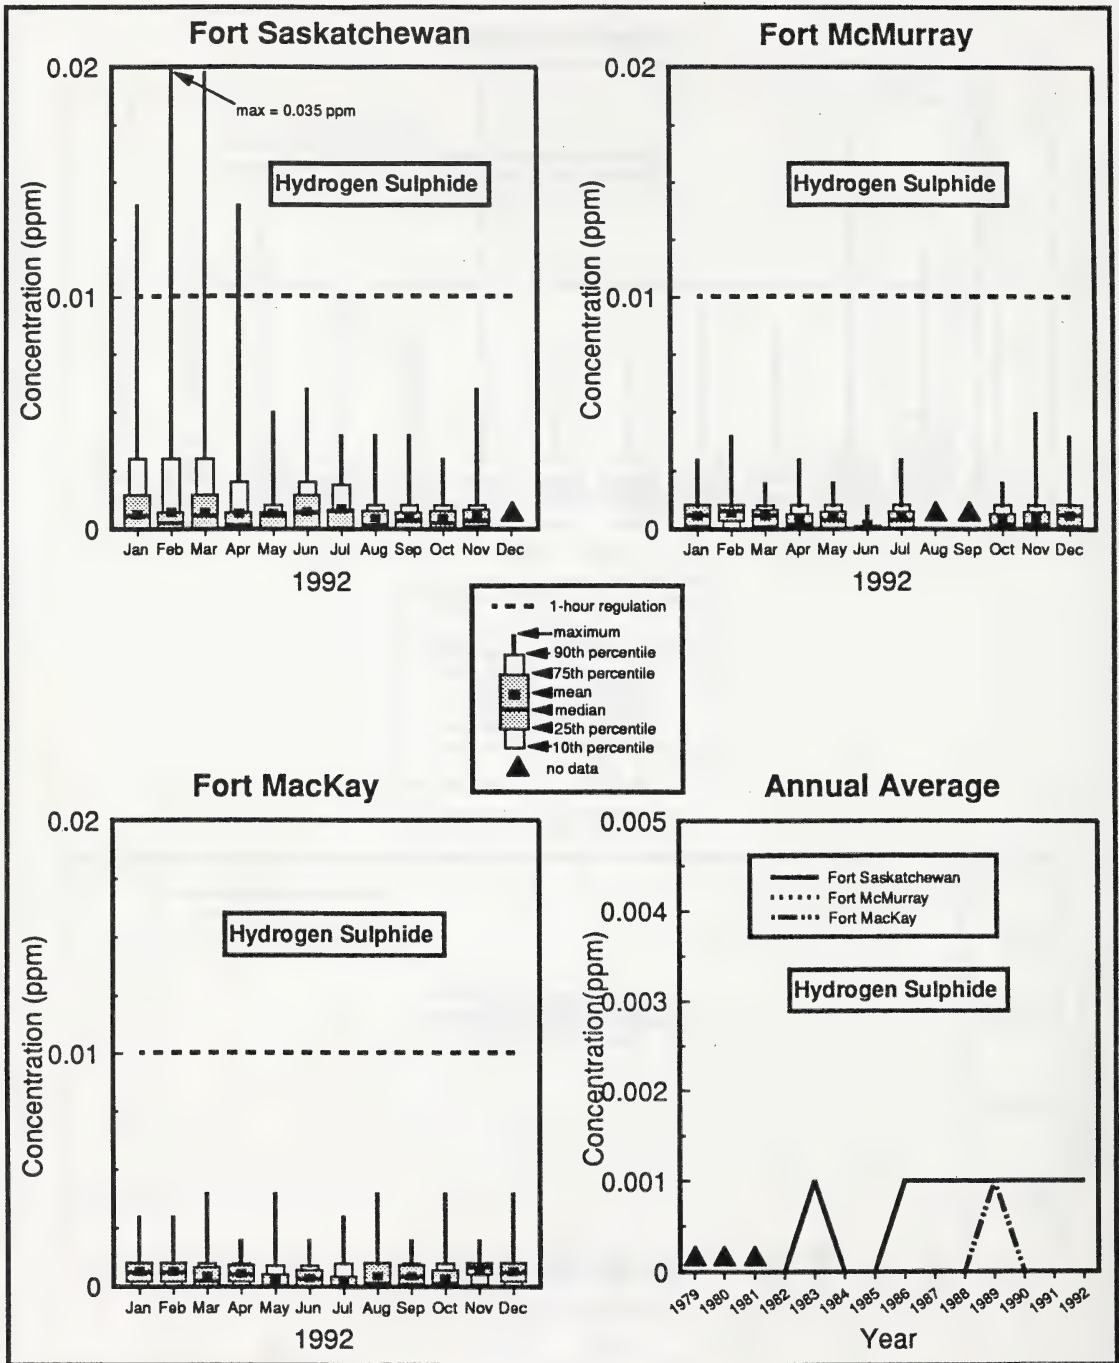 Fort Saskatchewan
0.02
0.01
0
Concentration (ppm)
max = 0.035 ppm
Hydrogen Sulphide
Jan Feb Mar Apr May Jun Jul Aug Sep Oct Nov Dec
1992
Fort McMurray
0.02
0.01
0
Concentration (ppm)
Hydrogen Sulphide
Jan Feb Mar Apr May Jun Jul Aug Sep Oct Nov Dec
1992
1-hour regulation
maximum
90th percentile
75th percentile
mean
median
25th percentile
10th percentile
no data
Fort MacKay
0.02
0.01
0
Concentration (ppm)
Hydrogen Sulphide
Jan Feb Mar Apr May Jun Jul Aug Sep Oct Nov Dec
1992
Annual Average
0.005
0.004
0.003
0.002
0.001
0
Concentration(ppm)
Fort Saskatchewan
Fort McMurray
Fort MacKay
Hydrogen Sulphide
1979 1980 1981 1982 1983 1984 1985 1986 1987 1988 1989 1990 1991 1992
Year